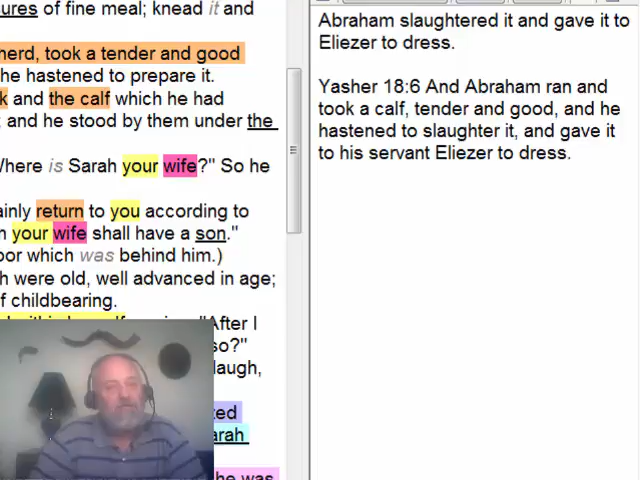 sures of fine meal; knead it and
herd, took a tender and good
he hastened to prepare it.
k and the calf which he had
; and he stood by them under the
Where is Sarah your wife?" So he
ainly return to you according to
n your wife shall have a son."
oor which was behind him.)
h were old, well advanced in age;
f childbearing.
"After I
so?"
laugh,
ted
arah
he was
Abraham slaughtered it and gave it to
Eliezer to dress.
Yasher 18:6 And Abraham ran and
took a calf, tender and good, and he
hastened to slaughter it, and gave it
to his servant Eliezer to dress.